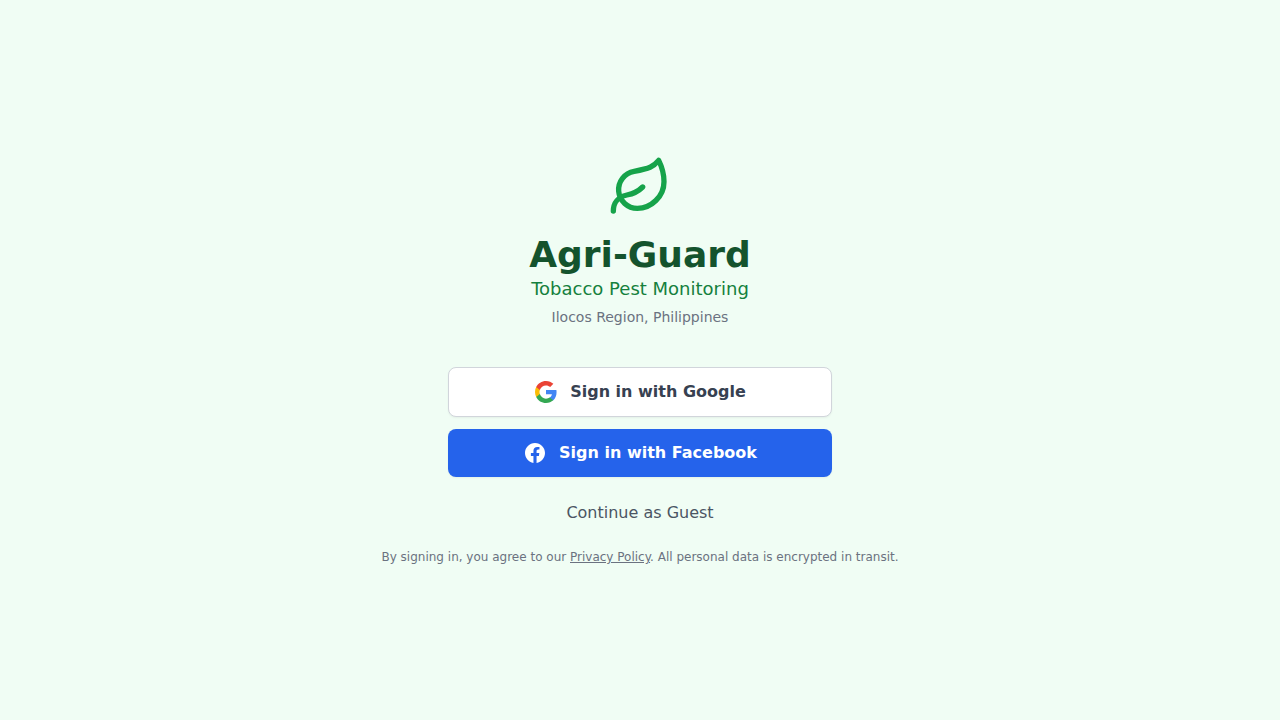 Agri-Guard
Tobacco Pest Monitoring
Ilocos Region, Philippines
Sign in with Google
Sign in with Facebook
Continue as Guest
By signing in, you agree to our Privacy Policy. All personal data is encrypted in transit.